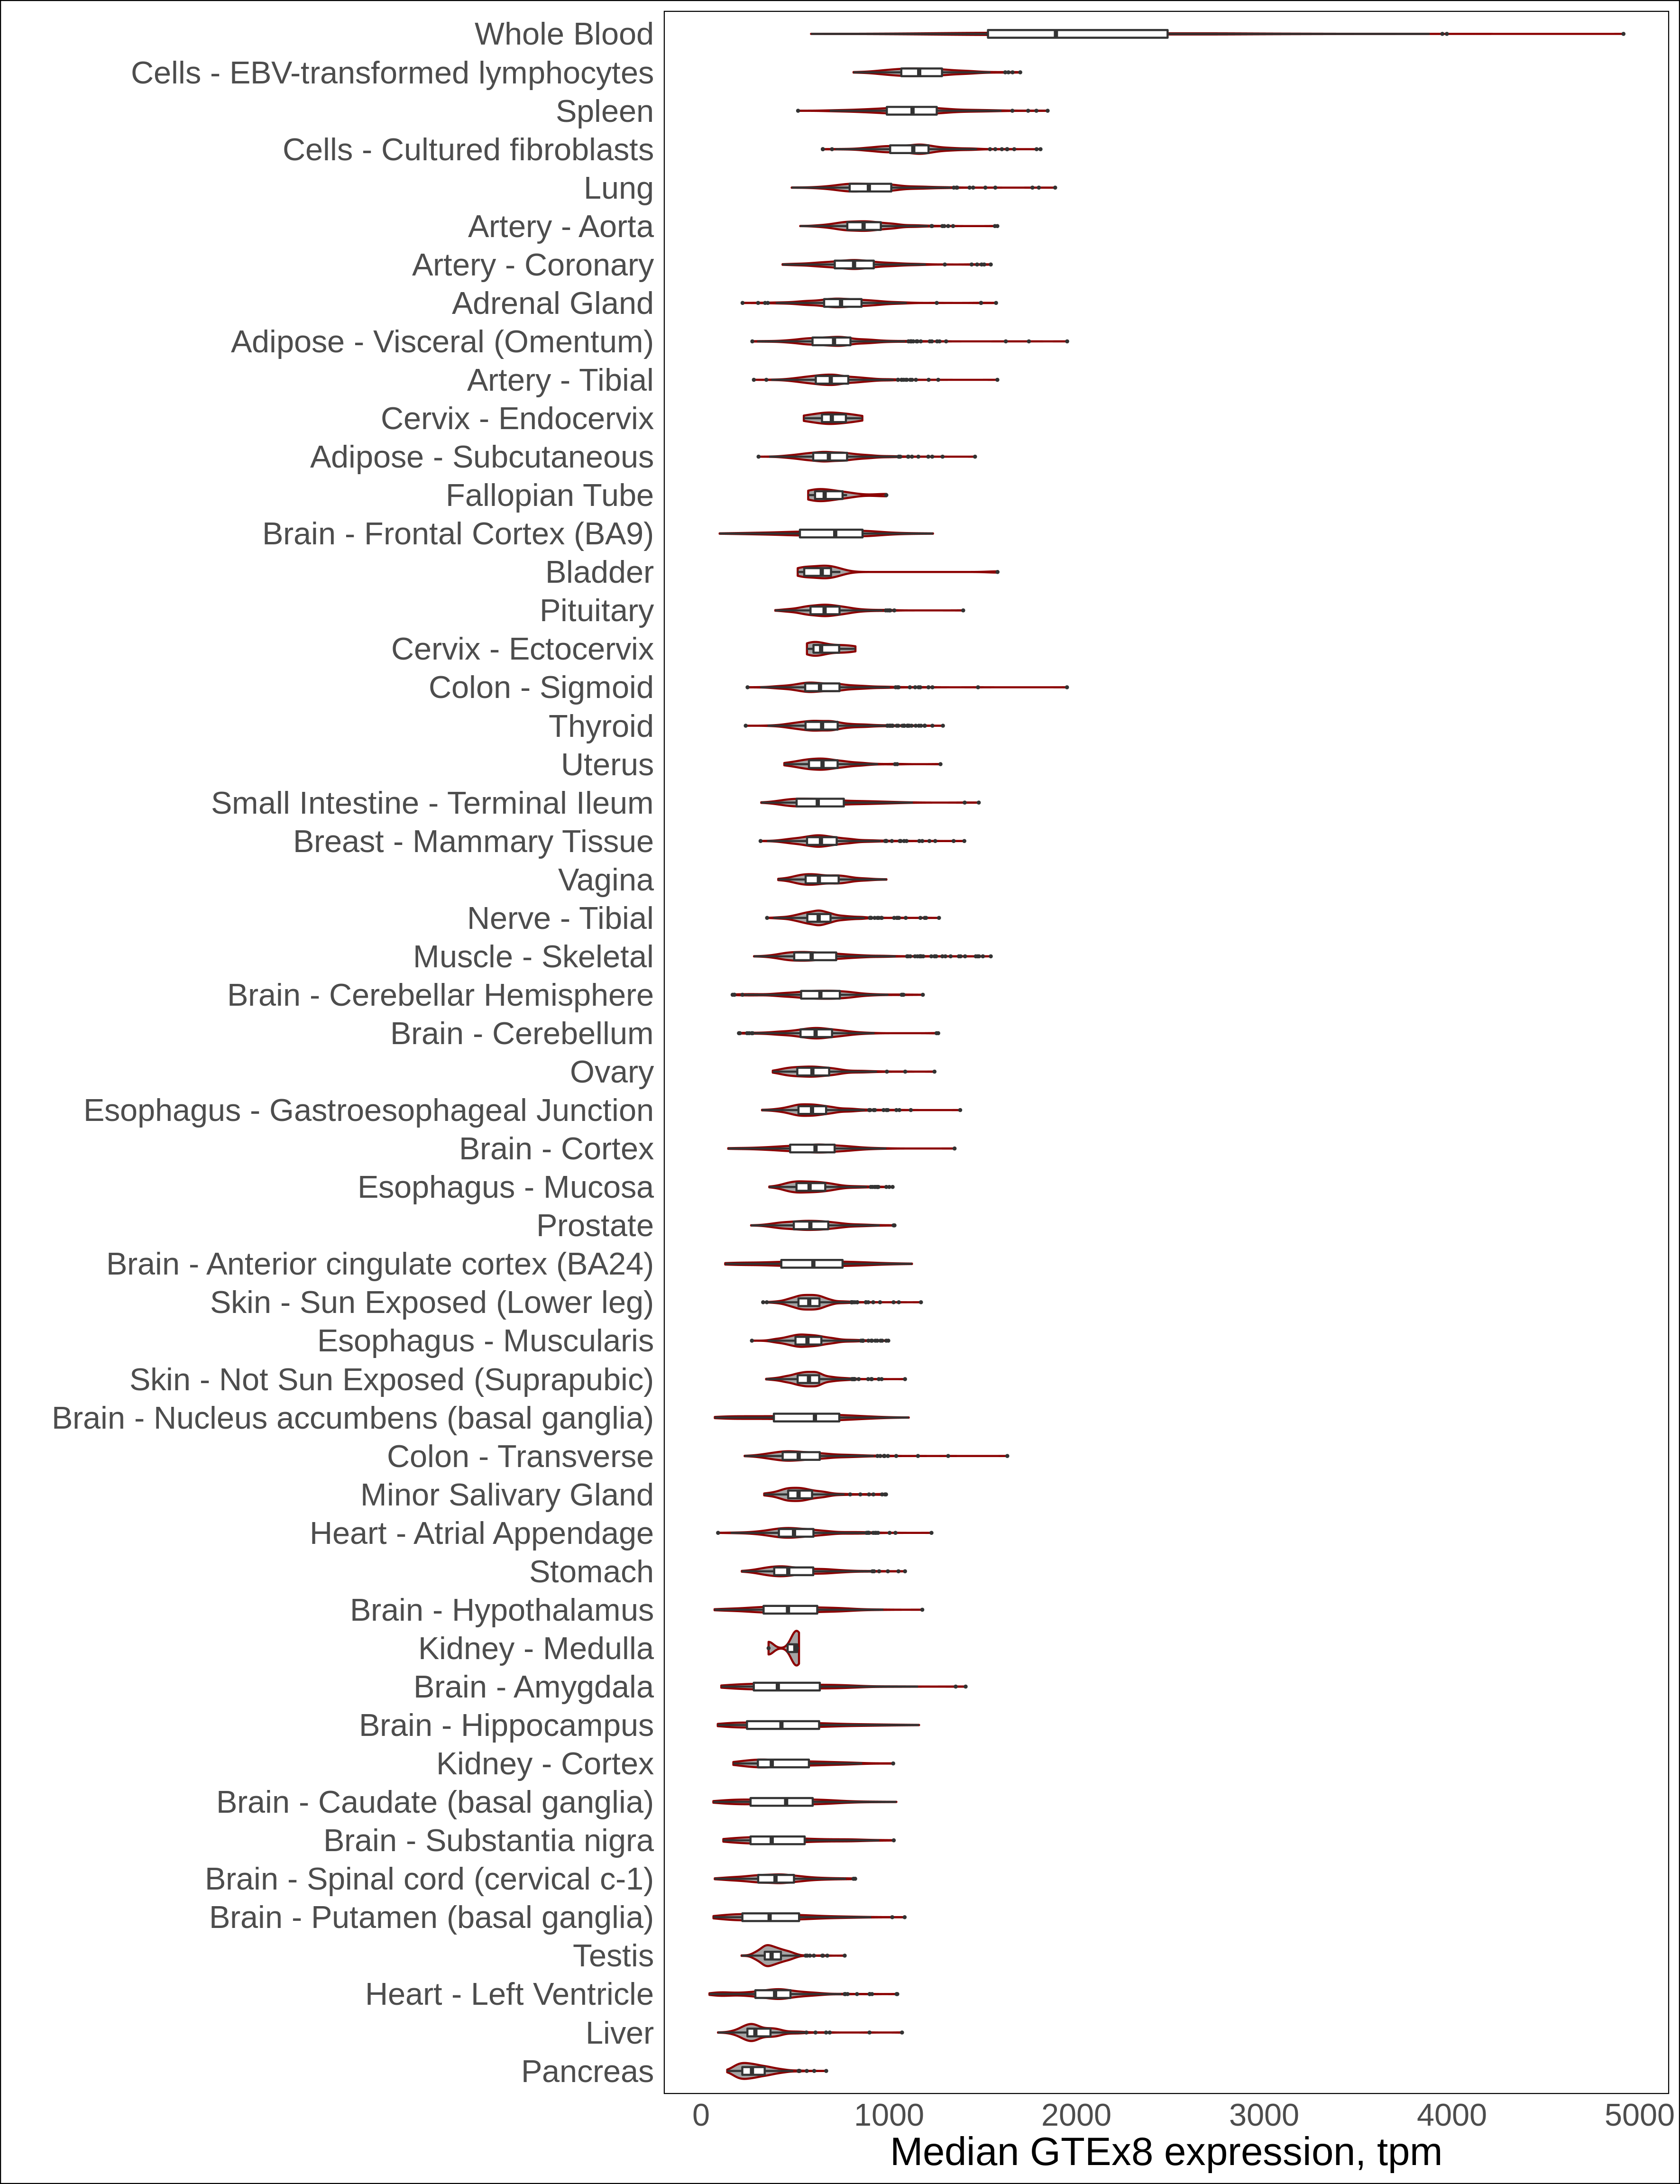 Whole Blood
Cells - EBV-transformed lymphocytes
Spleen
Cells - Cultured fibroblasts
Lung
Artery - Aorta
Artery - Coronary
Adrenal Gland
Adipose - Visceral (Omentum)
Artery - Tibial
Cervix - Endocervix
Adipose - Subcutaneous
Fallopian Tube
Brain - Frontal Cortex (BA9)
Bladder
Pituitary
Cervix - Ectocervix
Colon - Sigmoid
Thyroid
Uterus
Small Intestine - Terminal Ileum
Breast - Mammary Tissue
Vagina
Nerve - Tibial
Muscle - Skeletal
Brain - Cerebellar Hemisphere
Brain - Cerebellum
Ovary
Esophagus - Gastroesophageal Junction
Brain - Cortex
Esophagus - Mucosa
Prostate
Brain - Anterior cingulate cortex (BA24)
Skin - Sun Exposed (Lower leg)
Esophagus - Muscularis
Skin - Not Sun Exposed (Suprapubic)
Brain - Nucleus accumbens (basal ganglia)
Colon - Transverse
Minor Salivary Gland
Heart - Atrial Appendage
Stomach
Brain - Hypothalamus
Kidney - Medulla
Brain - Amygdala
Brain - Hippocampus
Kidney - Cortex
Brain - Caudate (basal ganglia)
Brain - Substantia nigra
Brain - Spinal cord (cervical c-1)
Brain - Putamen (basal ganglia)
Testis
Heart - Left Ventricle
Liver
Pancreas
0 1000 2000 3000 4000 5000
Median GTEx8 expression, tpm